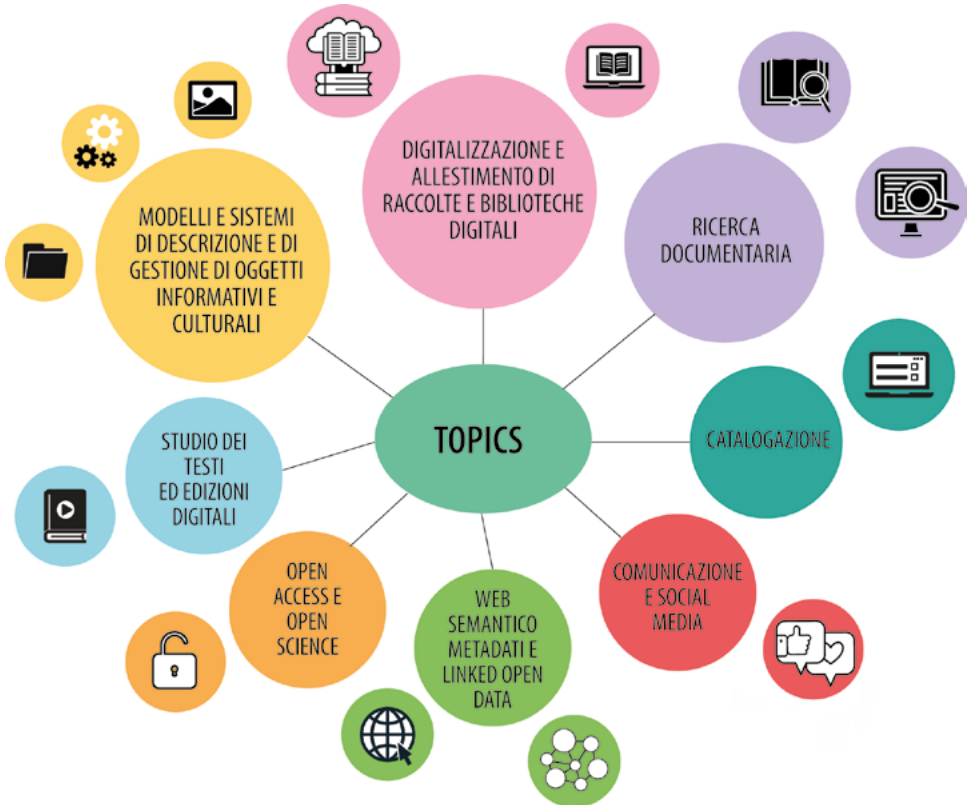 DIGITALIZZAZIONE E
ALLESTIMENTO DI
RACCOLTE E BIBLIOTECHE
DIGITALI
MODELLI E SISTEMI
DI DESCRIZIONE E DI
GESTIONE DI OGGETTI
INFORMATIVI E
CULTURALI
RICERCA
DOCUMENTARIA
TOPICS
CATALOGAZIONE
STUDIO DEI
TESTI
ED EDIZIONI
DIGITALI
OPEN
ACCESS E
OPEN
SCIENCE
WEB
SEMANTICO
METADATI E
LINKED OPEN
DATA
COMUNICAZIONE
E SOCIAL
MEDIA